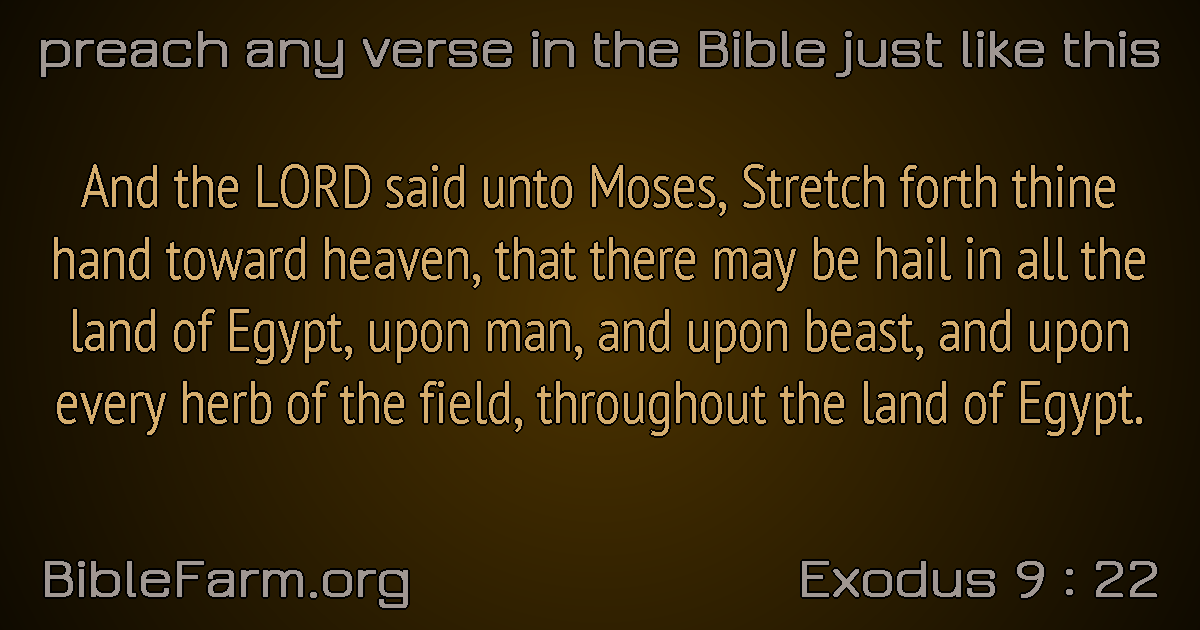 preach any verse in the Bible just like this
And the LORD said unto Moses, Stretch forth thine
hand toward heaven, that there may be hail in all the
land of Egypt, upon man, and upon beast, and upon
every herb of the field, throughout the land of Egypt.
BibleFarm.org
Exodus 9 : 22